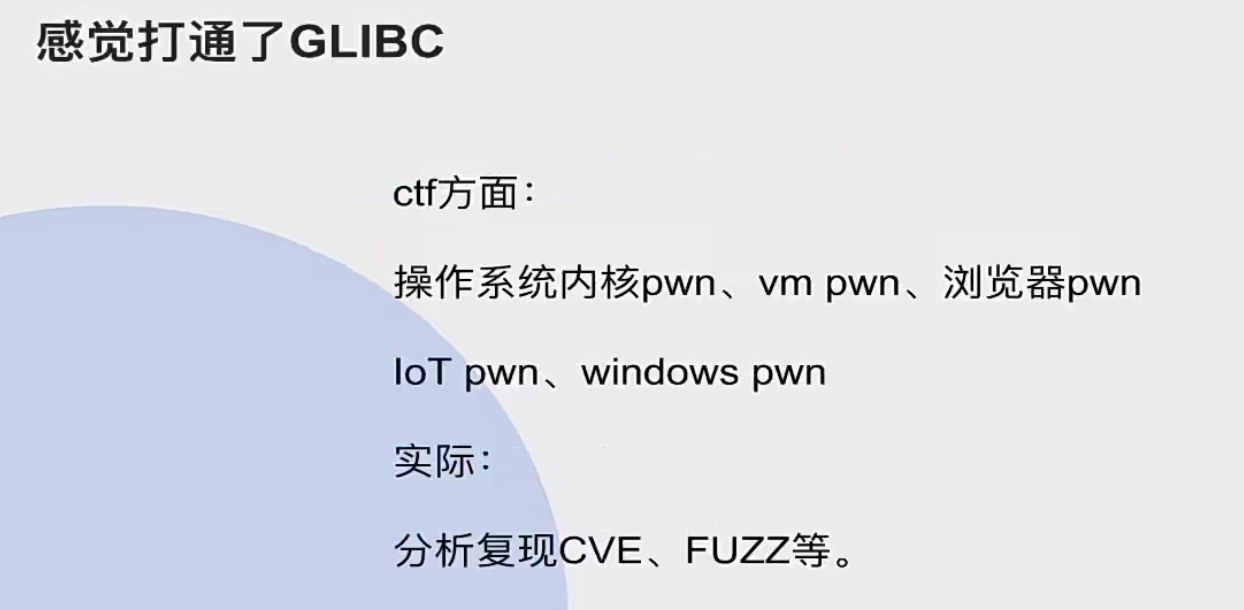 感觉打通了GLIBC
ctf方面：
操作系统内核pwn、vm pwn、浏览器pwn
IoT pwn、windows pwn
实际：
分析复现CVE、FUZZ等。